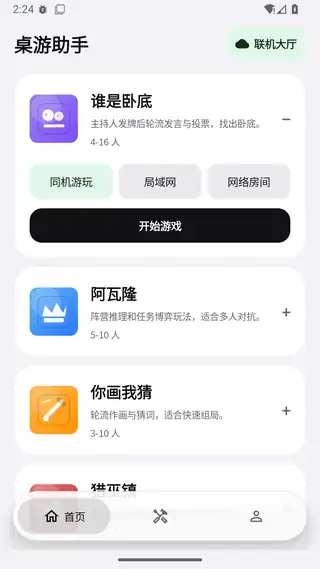 2:24
桌游助手
联机大厅
谁是卧底
主持人发牌后轮流发言与投票，找出卧底。
4-16 人
同机游玩
局域网
网络房间
开始游戏
阿瓦隆
阵营推理和任务博弈玩法，适合多人对抗。
5-10 人
你画我猜
轮流作画与猜词，适合快速组局。
3-10 人
猎巫镇
首页